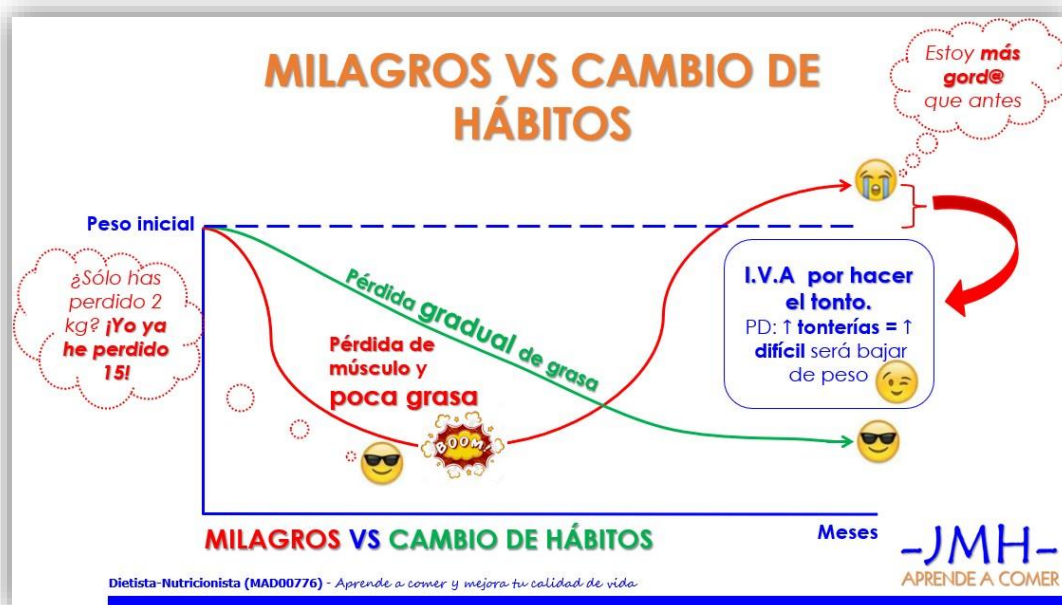 MILAGROS VS CAMBIO DE
HÁBITOS
Estoy más
gord@
que antes
Peso inicial
¿Sólo has
perdido 2
kg? ¡Yo ya
he perdido
15!
Pérdida gradual de grasa
Pérdida de
músculo y
poca grasa
BOOM!
I.V.A por hacer
el tonto.
PD: ↑ tonterías = ↑
difícil será bajar
de peso
Meses
MILAGROS VS CAMBIO DE HÁBITOS
-JMH-
APRENDE A COMER
Dietista-Nutricionista (MAD00776) - Aprende a comer y mejora tu calidad de vida